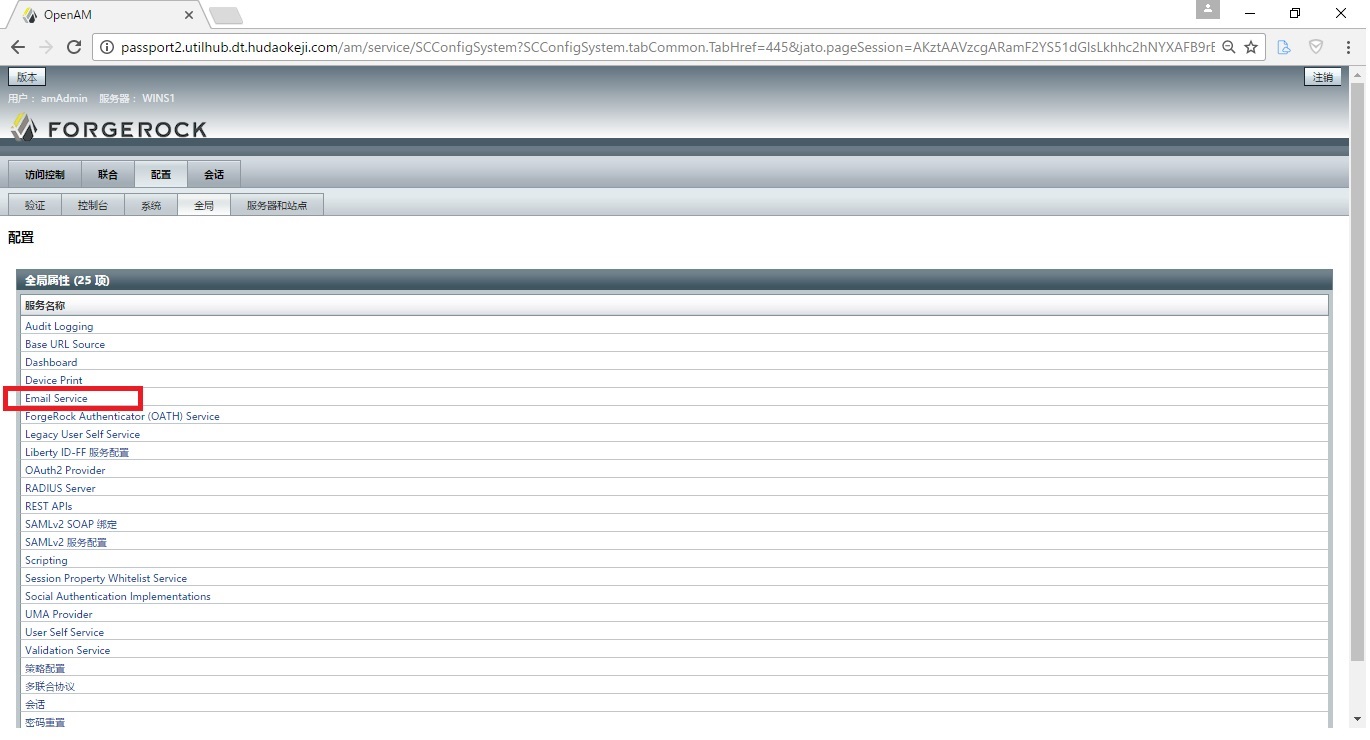 OpenAM
passport2.utilhub.dt.hudaokeji.com/am/service/SCConfigSystem?SCConfigSystem.tabCommon.TabHref=445&jato.pageSession=AKztAAVzcgARamF2YS51dGlsLkhhc2hNYXAFB9rE
版本 注销
用户： amAdmin 服务器： WINS1
FORGEROCK
访问控制 联合 配置 会话
验证 控制台 系统 全局 服务器和站点
配置
全局属性 (25 项)
服务名称
Audit Logging
Base URL Source
Dashboard
Device Print
Email Service
ForgeRock Authenticator (OATH) Service
Legacy User Self Service
Liberty ID-FF 服务配置
OAuth2 Provider
RADIUS Server
REST APIs
SAMLv2 SOAP 绑定
SAMLv2 服务配置
Scripting
Session Property Whitelist Service
Social Authentication Implementations
UMA Provider
User Self Service
Validation Service
策略配置
多联合协议
会话
密码重置